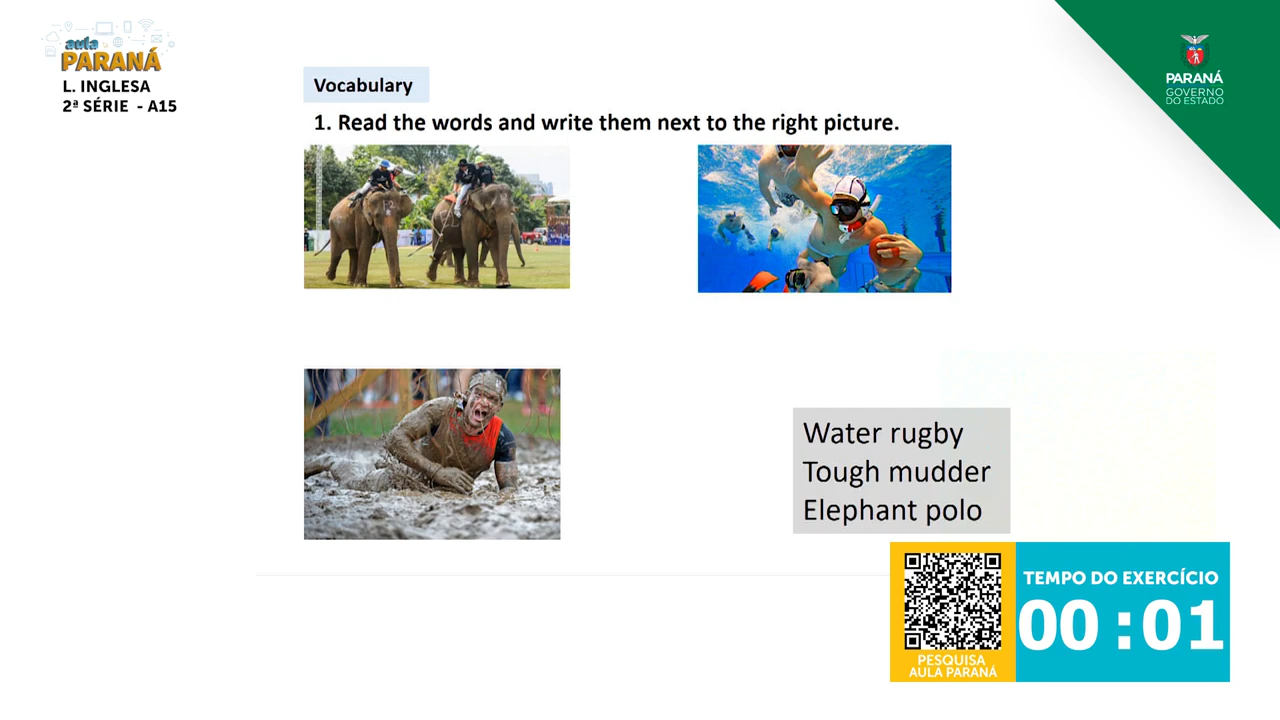 aula
PARANÁ
L. INGLESA
2ª SÉRIE - A15
PARANÁ
GOVERNO
DO ESTADO
Vocabulary
1. Read the words and write them next to the right picture.
Water rugby
Tough mudder
Elephant polo
PESQUISA
AULA PARANÁ
TEMPO DO EXERCÍCIO
00 :01